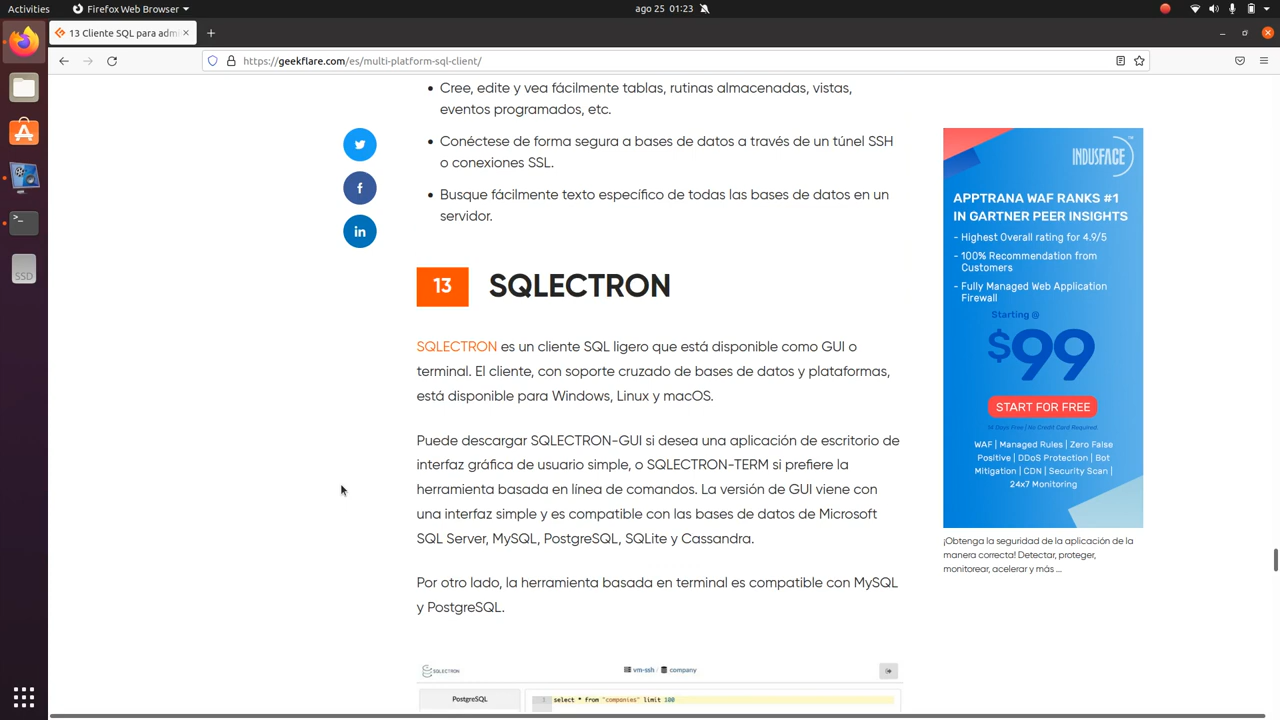 Activities
Firefox Web Browser
ago 25 01:23
13 Cliente SQL para adm
https://geekflare.com/es/multi-platform-sql-client/
Cree, edite y vea fácilmente tablas, rutinas almacenadas, vistas,
eventos programados, etc.
Conéctese de forma segura a bases de datos a través de un túnel SSH
o conexiones SSL.
Busque fácilmente texto específico de todas las bases de datos en un
servidor.
13 SQLECTRON
SQLECTRON es un cliente SQL ligero que está disponible como GUI o
terminal. El cliente, con soporte cruzado de bases de datos y plataformas,
está disponible para Windows, Linux y macOS.
Puede descargar SQLECTRON-GUI si desea una aplicación de escritorio de
interfaz gráfica de usuario simple, o SQLECTRON-TERM si prefiere la
herramienta basada en línea de comandos. La versión de GUI viene con
una interfaz simple y es compatible con las bases de datos de Microsoft
SQL Server, MySQL, PostgreSQL, SQLite y Cassandra.
Por otro lado, la herramienta basada en terminal es compatible con MySQL
y PostgreSQL.
SQLECTRON
vm-ssh
company
PostgreSQL
1 select * from "companies" limit 100
SSD
INDUSFACE
APPTRANA WAF RANKS #1
IN GARTNER PEER INSIGHTS
- Highest Overall rating for 4.9/5
- 100% Recommendation from
Customers
- Fully Managed Web Application
Firewall
Starting @
$99
START FOR FREE
14 Days Free | No Credit Card Required
WAF | Managed Rules | Zero False
Positive | DDoS Protection | Bot
Mitigation | CDN | Security Scan |
24x7 Monitoring
¡Obtenga la seguridad de la aplicación de la
manera correcta! Detectar, proteger,
monitorear, acelerar y más ...